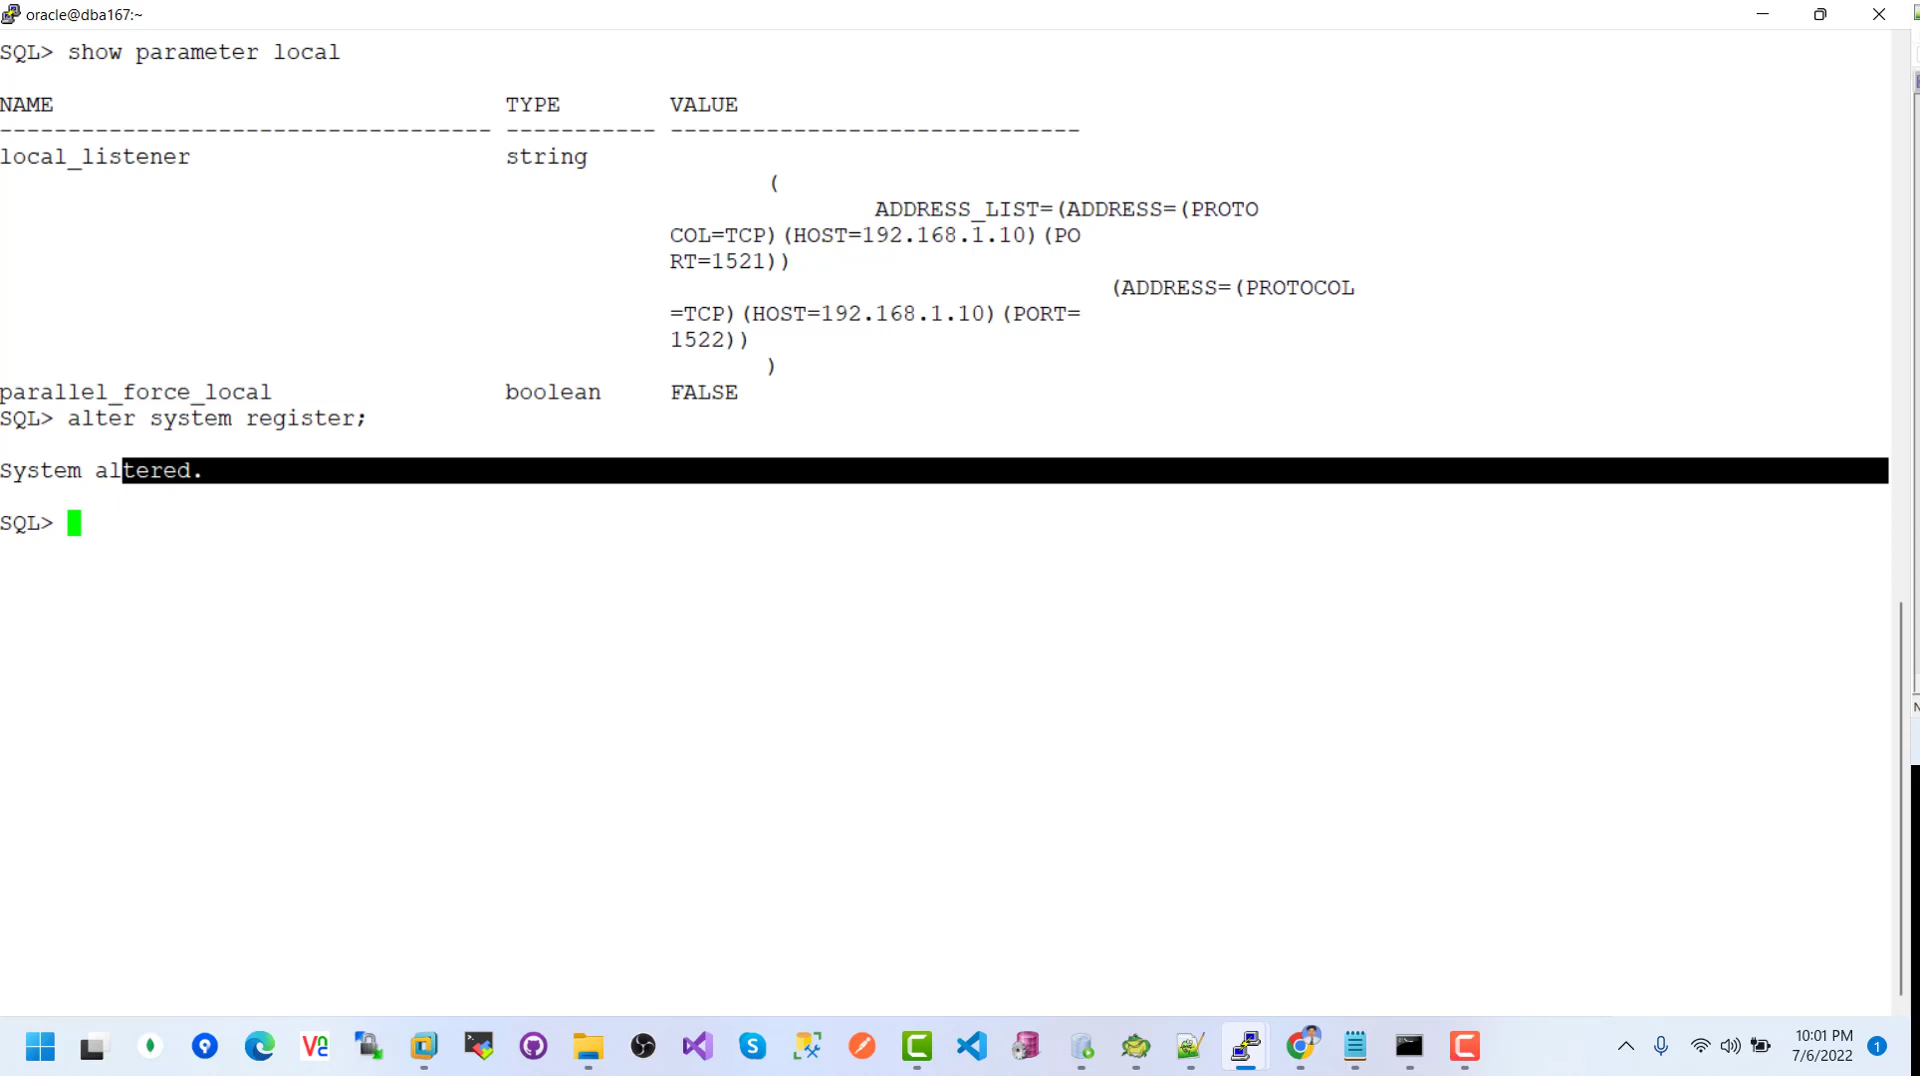 oracle@dba167:~
SQL> show parameter local
NAME TYPE VALUE
------------------------------------ ----------- ------------------------------
local_listener string
(
ADDRESS_LIST=(ADDRESS=(PROTO
COL=TCP)(HOST=192.168.1.10)(PO
RT=1521))
(ADDRESS=(PROTOCOL
=TCP)(HOST=192.168.1.10)(PORT=
1522))
)
parallel_force_local boolean FALSE
SQL> alter system register;
System altered.
SQL>
10:01 PM
7/6/2022
1